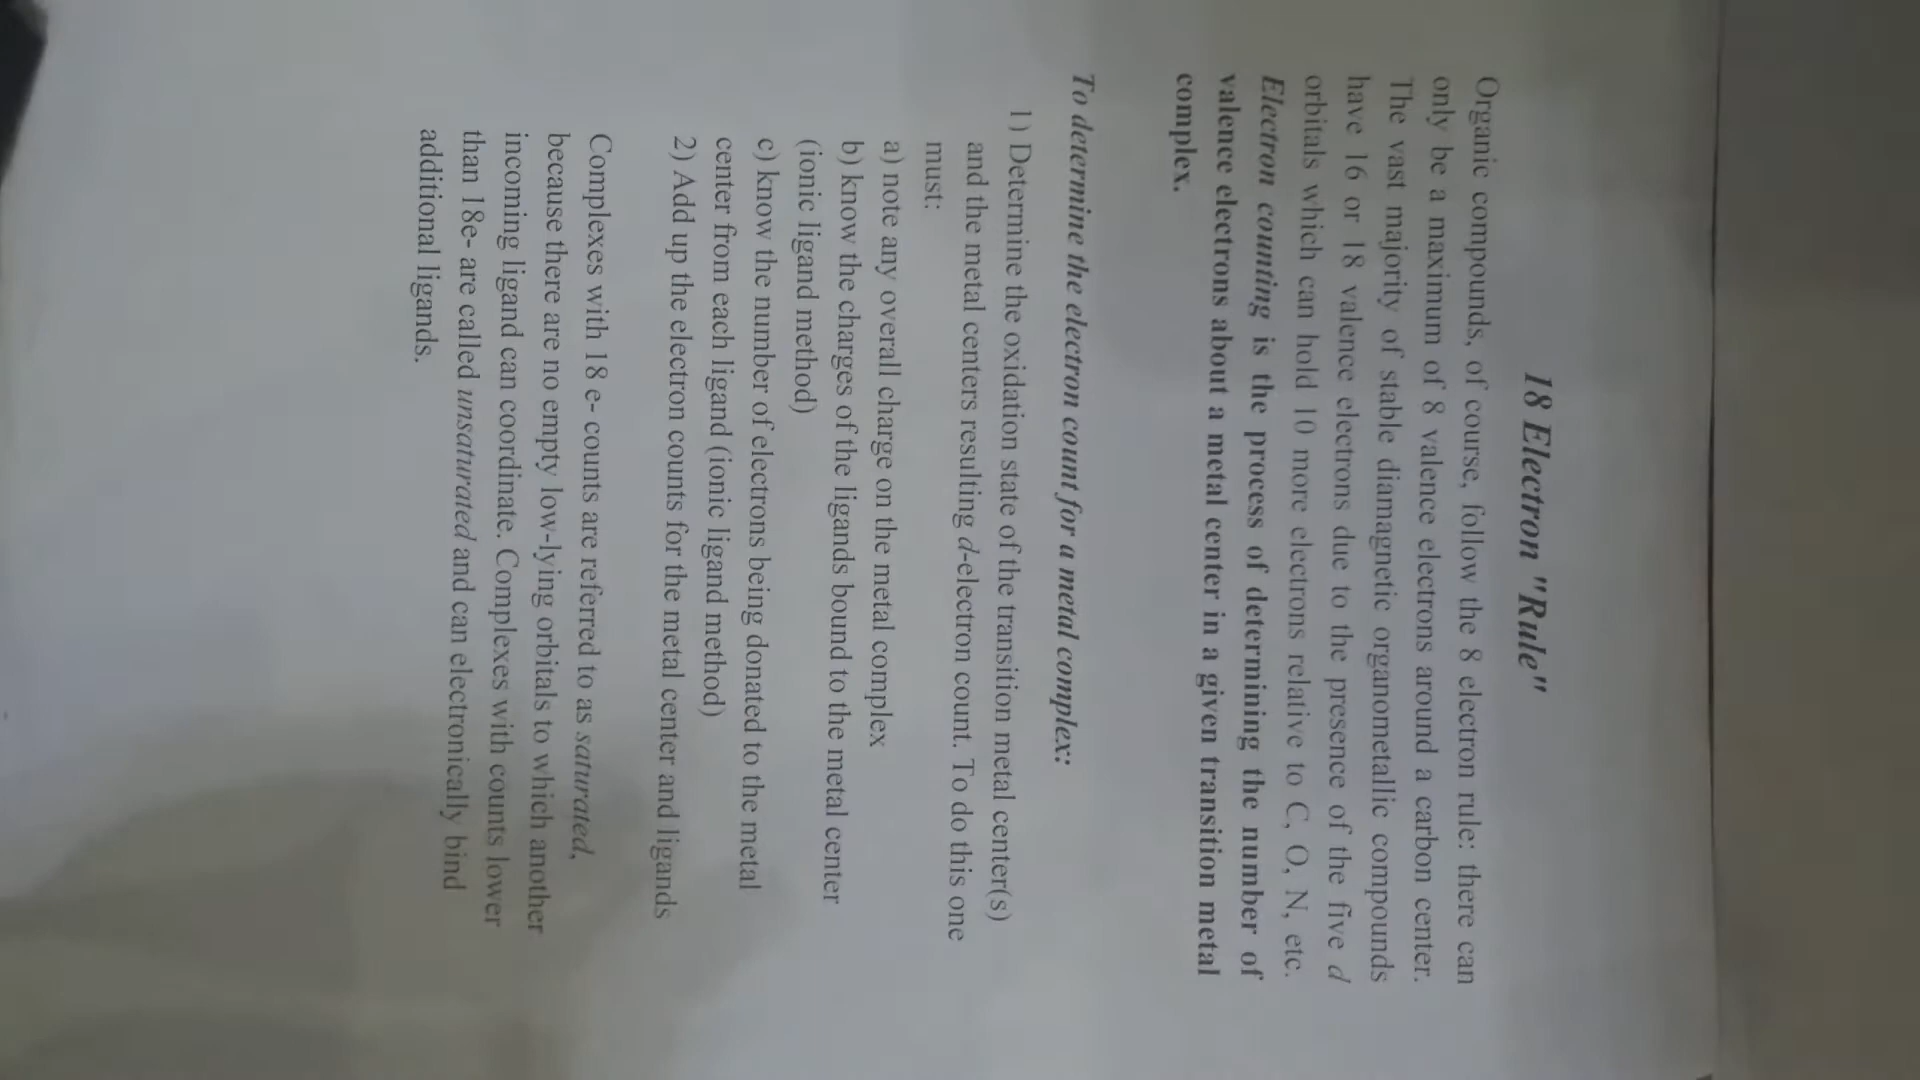 18 Electron "Rule"
Organic compounds, of course, follow the 8 electron rule: there can
only be a maximum of 8 valence electrons around a carbon center.
The vast majority of stable diamagnetic organometallic compounds
have 16 or 18 valence electrons due to the presence of the five d
orbitals which can hold 10 more electrons relative to C, O, N, etc.
Electron counting is the process of determining the number of
valence electrons about a metal center in a given transition metal
complex.
To determine the electron count for a metal complex:
1) Determine the oxidation state of the transition metal center(s)
and the metal centers resulting d-electron count. To do this one
must:
a) note any overall charge on the metal complex
b) know the charges of the ligands bound to the metal center
(ionic ligand method)
c) know the number of electrons being donated to the metal
center from each ligand (ionic ligand method)
2) Add up the electron counts for the metal center and ligands
Complexes with 18 e- counts are referred to as saturated,
because there are no empty low-lying orbitals to which another
incoming ligand can coordinate. Complexes with counts lower
than 18e- are called unsaturated and can electronically bind
additional ligands.